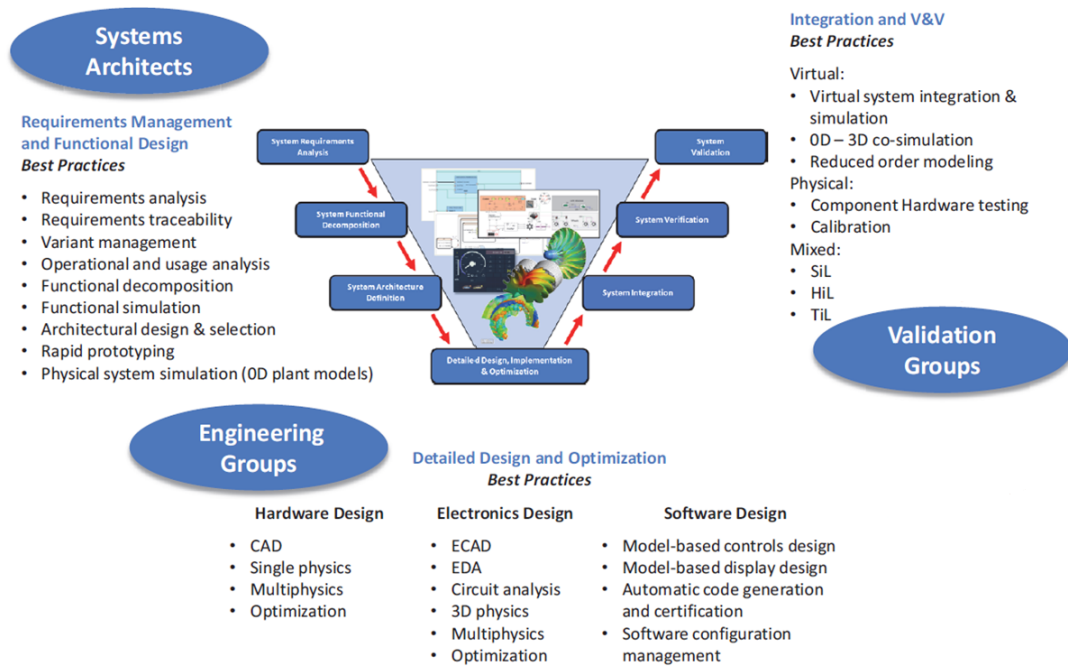 Systems
Architects
Requirements Management
and Functional Design
Best Practices
• Requirements analysis
• Requirements traceability
• Variant management
• Operational and usage analysis
• Functional decomposition
• Functional simulation
• Architectural design & selection
• Rapid prototyping
• Physical system simulation (0D plant models)
System Requirements
Analysis
System Functional
Decomposition
System Architecture
Definition
Detailed Design, Implementation
& Optimization
System Integration
System Verification
System
Validation
Integration and V&V
Best Practices
Virtual:
• Virtual system integration &
simulation
• 0D – 3D co-simulation
• Reduced order modeling
Physical:
• Component Hardware testing
• Calibration
Mixed:
• SiL
• HiL
• TiL
Validation
Groups
Engineering
Groups
Detailed Design and Optimization
Best Practices
Hardware Design
• CAD
• Single physics
• Multiphysics
• Optimization
Electronics Design
• ECAD
• EDA
• Circuit analysis
• 3D physics
• Multiphysics
• Optimization
Software Design
• Model-based controls design
• Model-based display design
• Automatic code generation
and certification
• Software configuration
management